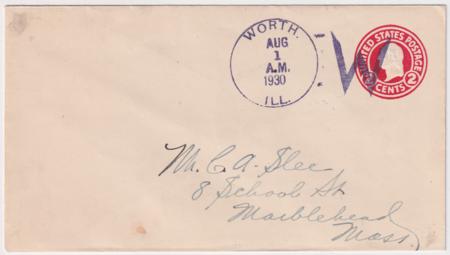 WORTH.
AUG
1
A.M.
1930
ILL.
UNITED STATES POSTAGE
2 CENTS 2
Mr. C. A. Slee
8 School St
Marblehead
Mass.